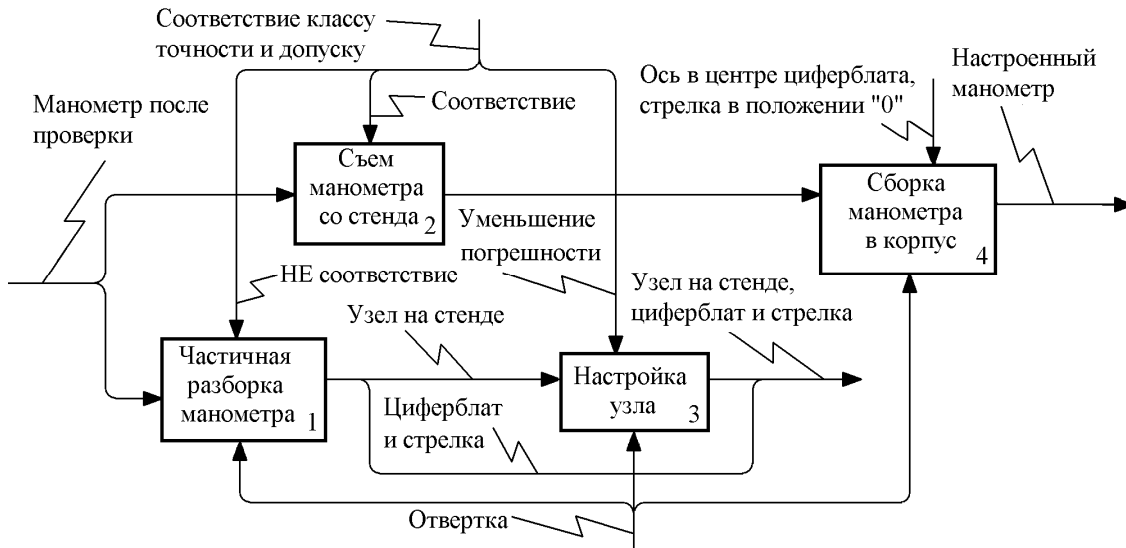 Соответствие классу
точности и допуску
Настроенный
манометр
Ось в центре циферблата,
стрелка в положении "0"
Манометр после
проверки
Соответствие
Съем
манометра
со стенда
2
Сборка
манометра
в корпус
4
Уменьшение
погрешности
НЕ соответствие
Узел на стенде,
циферблат и стрелка
Узел на стенде
Частичная
разборка
манометра
1
Настройка
узла
3
Циферблат
и стрелка
Отвертка